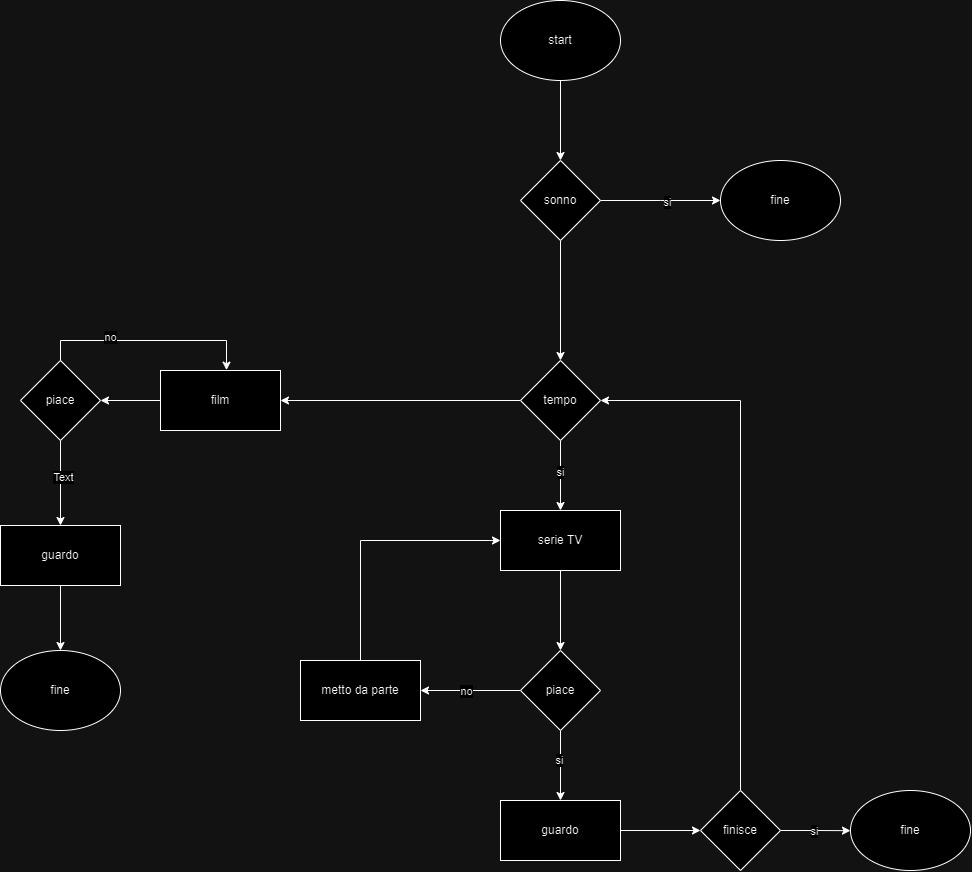 start
sonno
si
fine
no
piace
film
tempo
si
Text
guardo
serie TV
fine
metto da parte
no
piace
si
guardo
finisce
si
fine